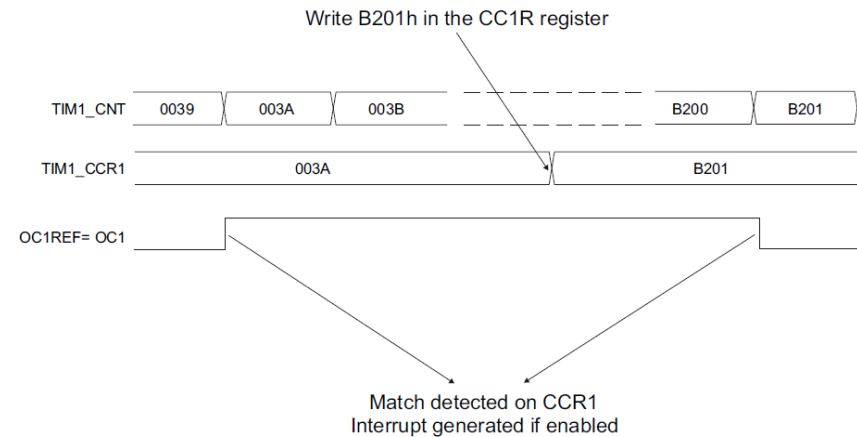 Write B201h in the CC1R register
TIM1_CNT 0039 003A 003B B200 B201
TIM1_CCR1 003A B201
OC1REF= OC1
Match detected on CCR1
Interrupt generated if enabled